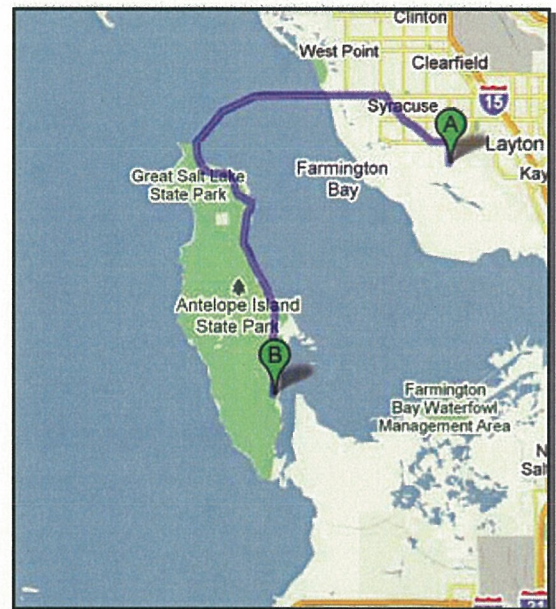 Clinton
West Point
Clearfield
Syracuse
15
A
Layton
Great Salt Lake
State Park
Farmington
Bay
Kay
Antelope Island
State Park
B
Farmington
Bay Waterfowl
Management Area
N
Salt